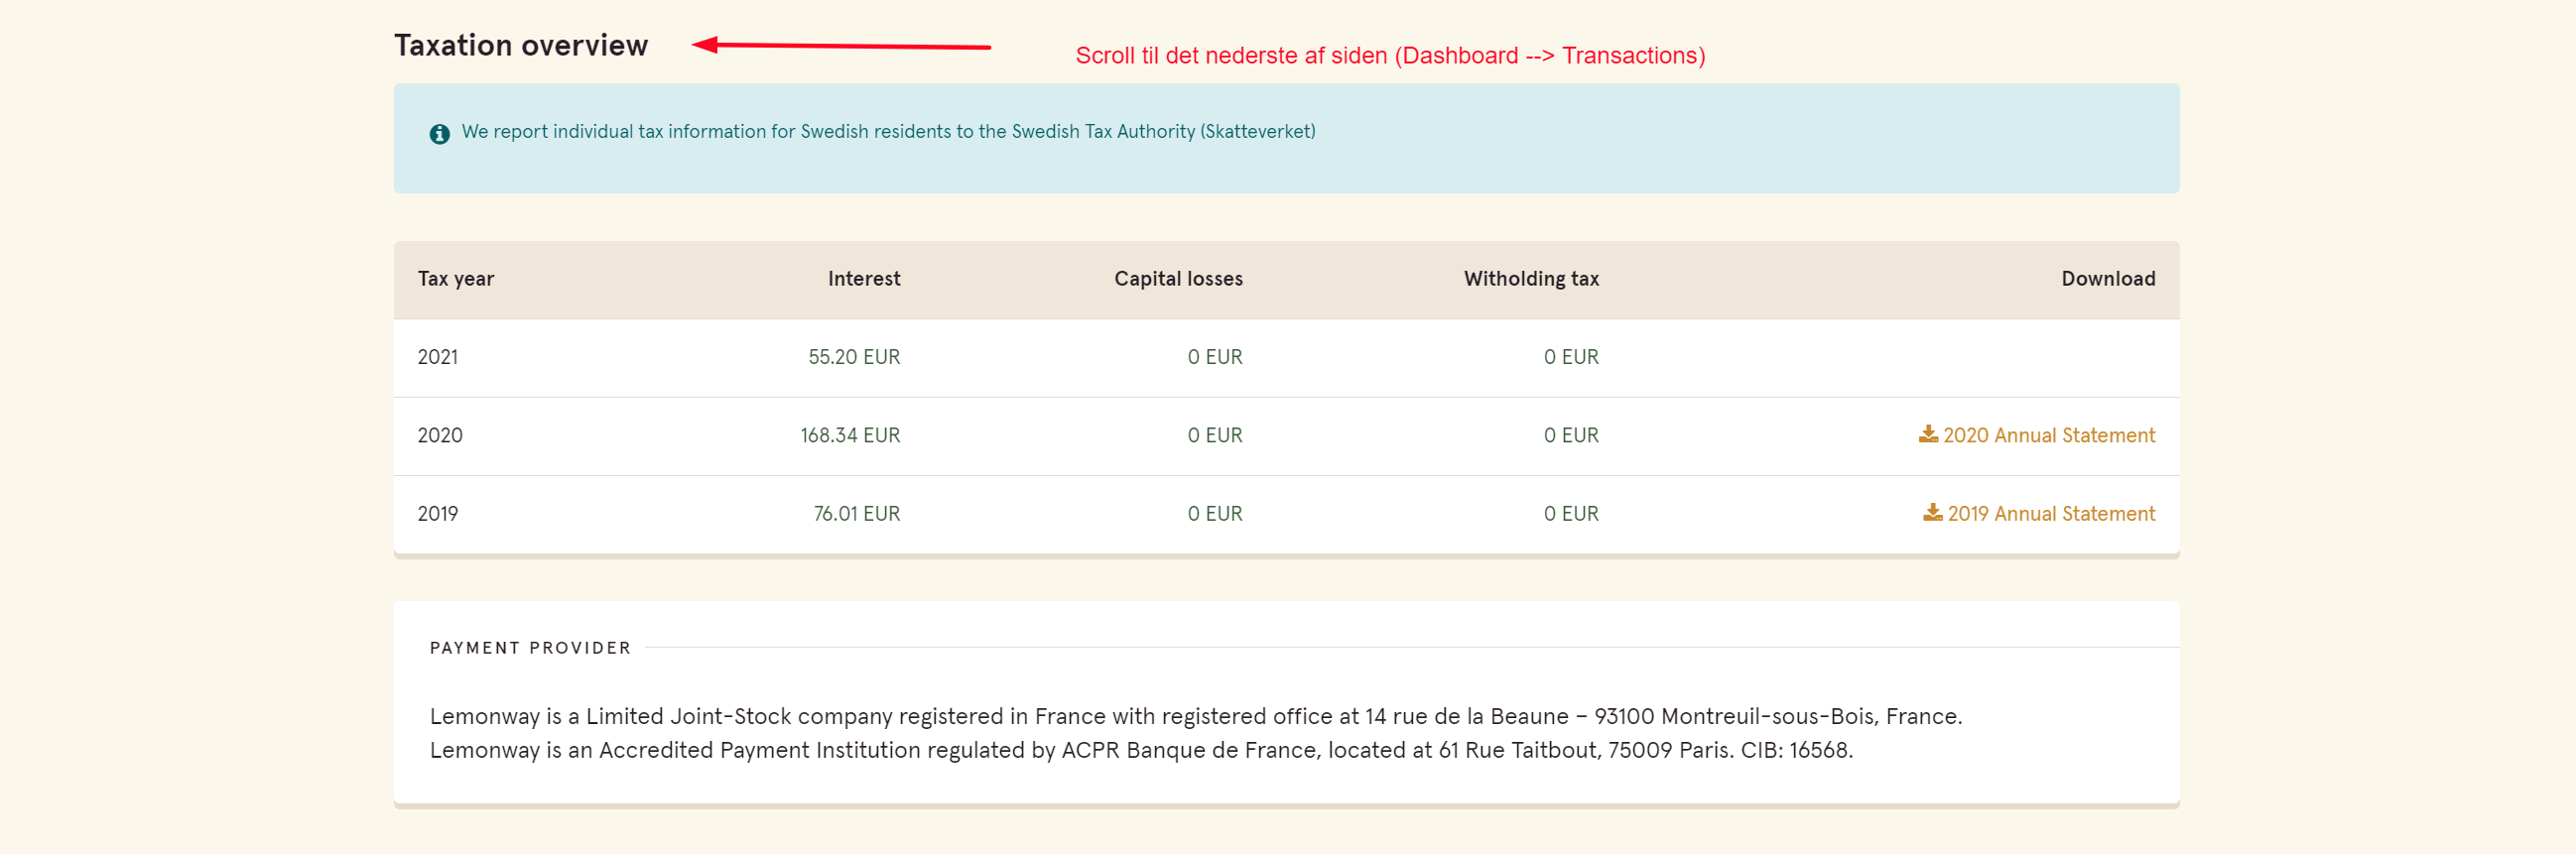 Taxation overview
Scroll til det nederste af siden (Dashboard --> Transactions)
We report individual tax information for Swedish residents to the Swedish Tax Authority (Skatteverket)
Tax year Interest Capital losses Witholding tax Download
2021 55.20 EUR 0 EUR 0 EUR
2020 168.34 EUR 0 EUR 0 EUR 2020 Annual Statement
2019 76.01 EUR 0 EUR 0 EUR 2019 Annual Statement
PAYMENT PROVIDER
Lemonway is a Limited Joint-Stock company registered in France with registered office at 14 rue de la Beaune – 93100 Montreuil-sous-Bois, France.
Lemonway is an Accredited Payment Institution regulated by ACPR Banque de France, located at 61 Rue Taitbout, 75009 Paris. CIB: 16568.